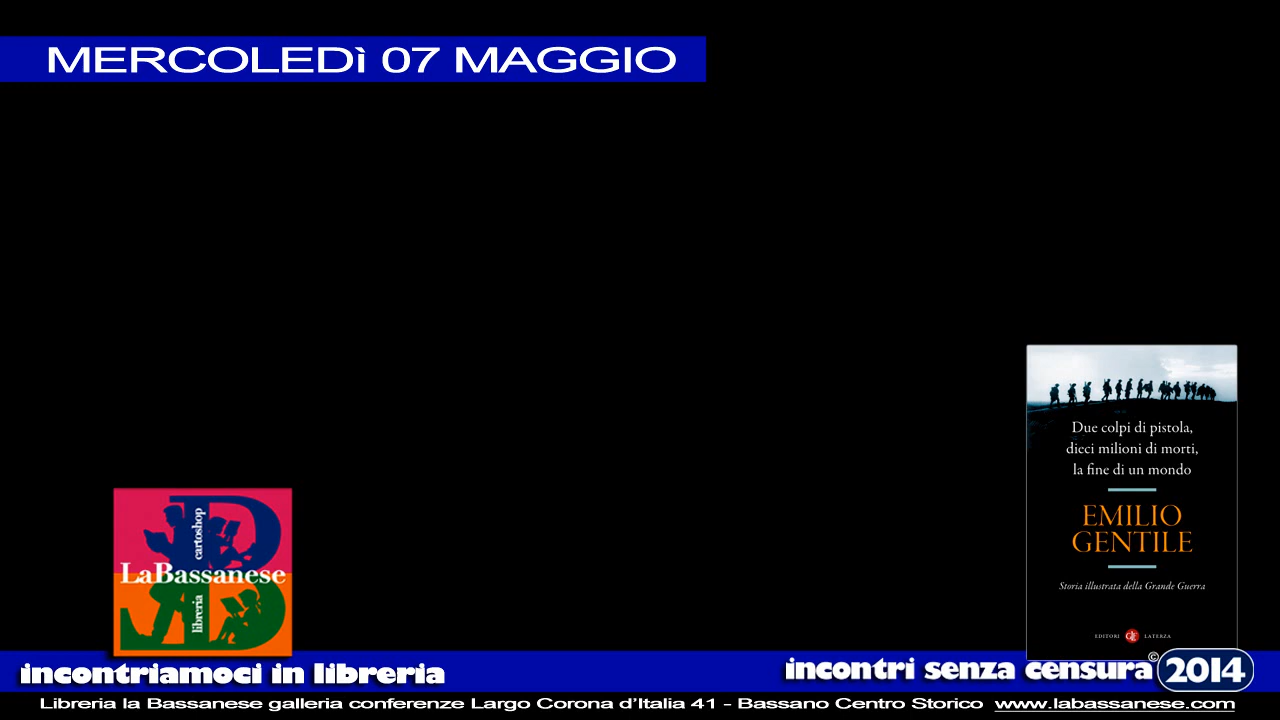 MERCOLEDì 07 MAGGIO
Due colpi di pistola,
dieci milioni di morti,
la fine di un mondo
EMILIO
GENTILE
Storia illustrata della Grande Guerra
EDITORI LATERZA
cartoshop
LaBassanese
libreria
incontriamoci in libreria
incontri senza censura © 2014
Libreria la Bassanese galleria conferenze Largo Corona d'Italia 41 - Bassano Centro Storico www.labassanese.com